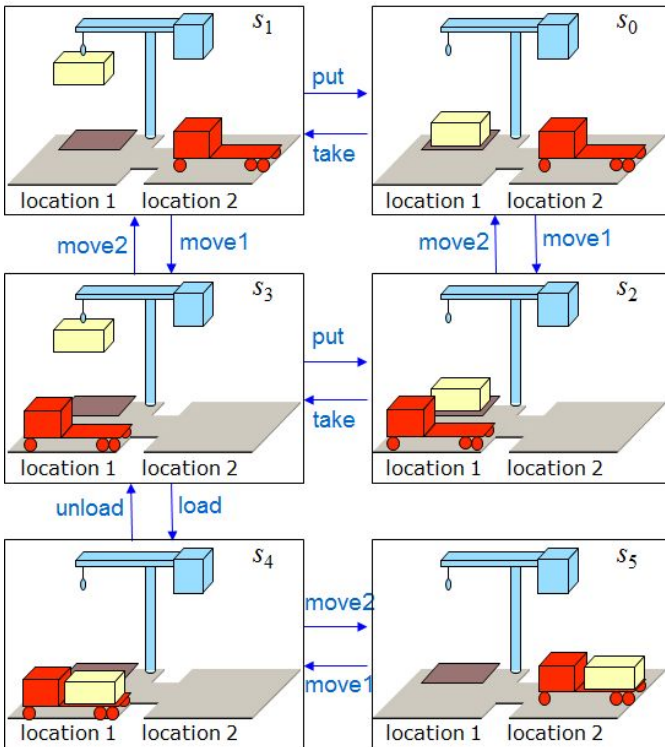 s1 s0
put
take
location 1 location 2 location 1 location 2
move2 move1 move2 move1
s3 s2
put
take
location 1 location 2 location 1 location 2
unload load
s4 s5
move2
move1
location 1 location 2 location 1 location 2